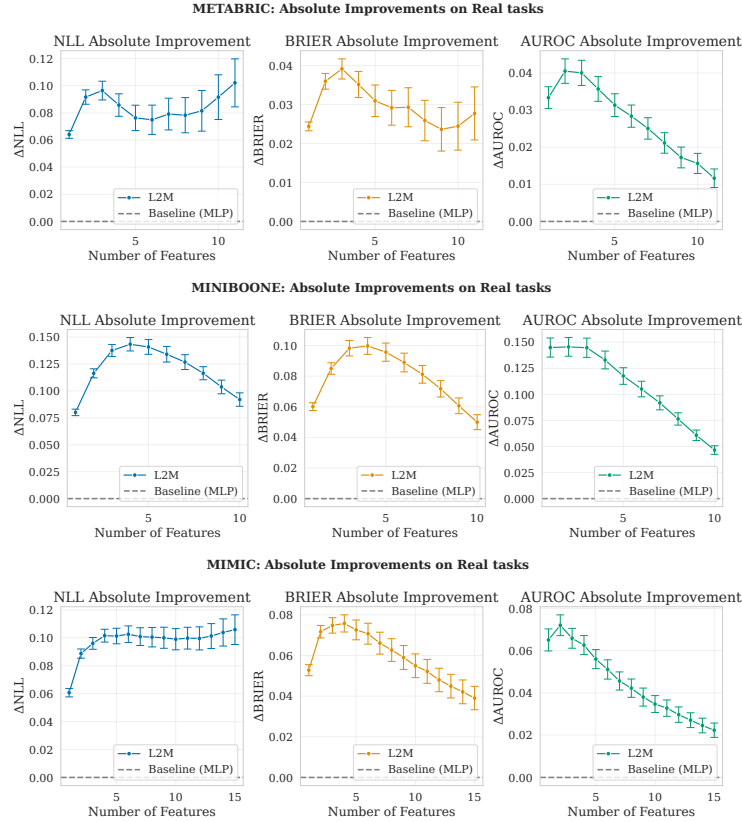 METABRIC: Absolute Improvements on Real tasks
NLL Absolute Improvement
ΔNLL
0.12
0.10
0.08
0.06
0.04
0.02
0.00
L2M
Baseline (MLP)
5
10
Number of Features
BRIER Absolute Improvement
ΔBRIER
0.04
0.03
0.02
0.01
0.00
L2M
Baseline (MLP)
5
10
Number of Features
AUROC Absolute Improvement
ΔAUROC
0.04
0.03
0.02
0.01
0.00
L2M
Baseline (MLP)
5
10
Number of Features
MINIBOONE: Absolute Improvements on Real tasks
NLL Absolute Improvement
ΔNLL
0.150
0.125
0.100
0.075
0.050
0.025
0.000
L2M
Baseline (MLP)
5
10
Number of Features
BRIER Absolute Improvement
ΔBRIER
0.10
0.08
0.06
0.04
0.02
0.00
L2M
Baseline (MLP)
5
10
Number of Features
AUROC Absolute Improvement
ΔAUROC
0.150
0.125
0.100
0.075
0.050
0.025
0.000
L2M
Baseline (MLP)
5
10
Number of Features
MIMIC: Absolute Improvements on Real tasks
NLL Absolute Improvement
ΔNLL
0.12
0.10
0.08
0.06
0.04
0.02
0.00
L2M
Baseline (MLP)
5
10
15
Number of Features
BRIER Absolute Improvement
ΔBRIER
0.08
0.06
0.04
0.02
0.00
L2M
Baseline (MLP)
5
10
15
Number of Features
AUROC Absolute Improvement
ΔAUROC
0.08
0.06
0.04
0.02
0.00
L2M
Baseline (MLP)
5
10
15
Number of Features